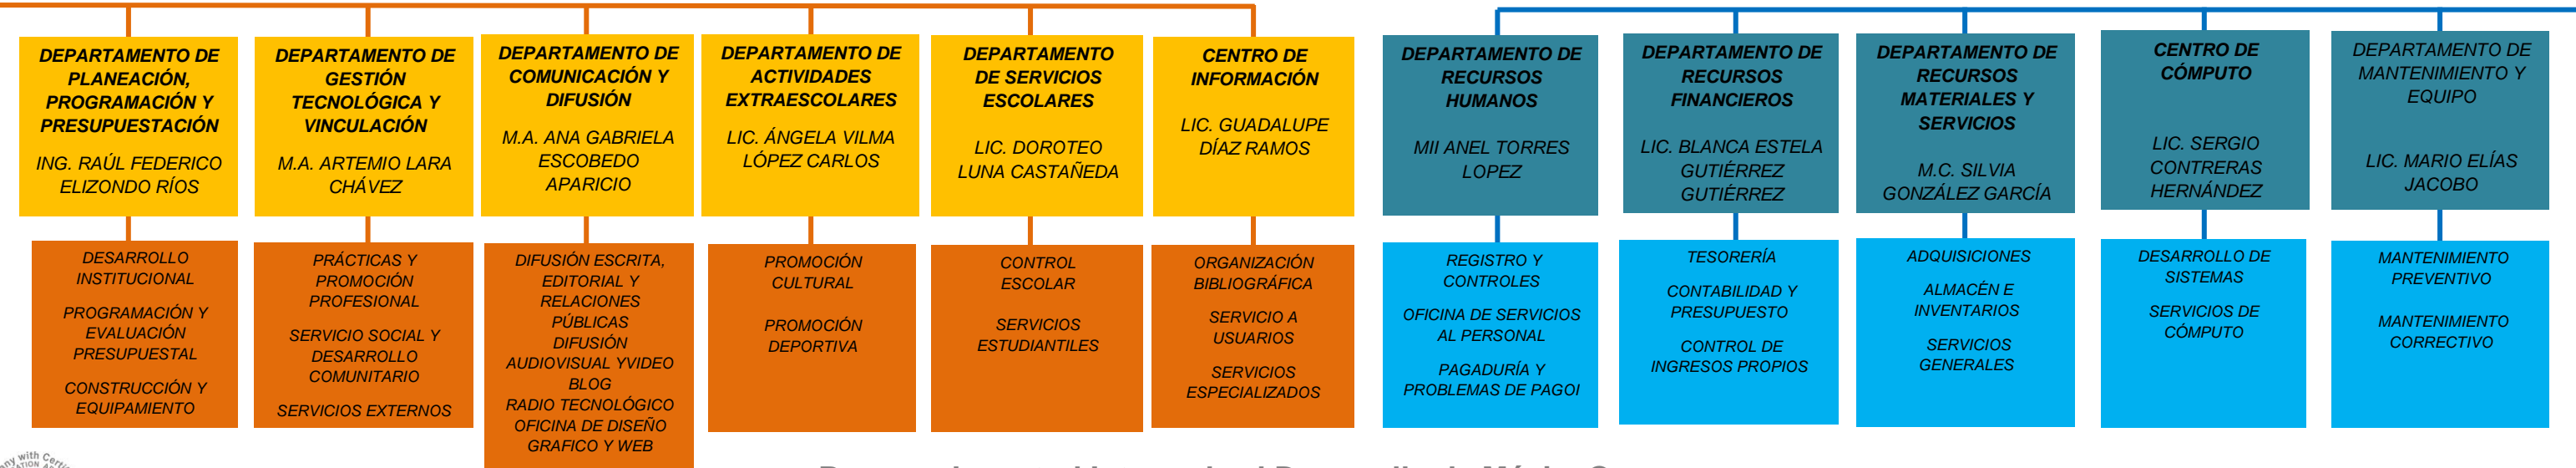 DEPARTAMENTO DE
PLANEACIÓN,
PROGRAMACIÓN Y
PRESUPUESTACIÓN
ING. RAÚL FEDERICO
ELIZONDO RÍOS
DEPARTAMENTO DE
GESTIÓN
TECNOLÓGICA Y
VINCULACIÓN
M.A. ARTEMIO LARA
CHÁVEZ
DEPARTAMENTO DE
COMUNICACIÓN Y
DIFUSIÓN
M.A. ANA GABRIELA
ESCOBEDO
APARICIO
DEPARTAMENTO DE
ACTIVIDADES
EXTRAESCOLARES
LIC. ÁNGELA VILMA
LÓPEZ CARLOS
DEPARTAMENTO
DE SERVICIOS
ESCOLARES
LIC. DOROTEO
LUNA CASTAÑEDA
CENTRO DE
INFORMACIÓN
LIC. GUADALUPE
DÍAZ RAMOS
DEPARTAMENTO DE
RECURSOS
HUMANOS
MII ANEL TORRES
LOPEZ
DEPARTAMENTO DE
RECURSOS
FINANCIEROS
LIC. BLANCA ESTELA
GUTIÉRREZ
GUTIÉRREZ
DEPARTAMENTO DE
RECURSOS
MATERIALES Y
SERVICIOS
M.C. SILVIA
GONZÁLEZ GARCÍA
CENTRO DE
CÓMPUTO
LIC. SERGIO
CONTRERAS
HERNÁNDEZ
DEPARTAMENTO DE
MANTENIMIENTO Y
EQUIPO
LIC. MARIO ELÍAS
JACOBO
DESARROLLO
INSTITUCIONAL
PROGRAMACIÓN Y
EVALUACIÓN
PRESUPUESTAL
CONSTRUCCIÓN Y
EQUIPAMIENTO
PRÁCTICAS Y
PROMOCIÓN
PROFESIONAL
SERVICIO SOCIAL Y
DESARROLLO
COMUNITARIO
SERVICIOS EXTERNOS
DIFUSIÓN ESCRITA,
EDITORIAL Y
RELACIONES
PÚBLICAS
DIFUSIÓN
AUDIOVISUAL YVIDEO
BLOG
RADIO TECNOLÓGICO
OFICINA DE DISEÑO
GRAFICO Y WEB
PROMOCIÓN
CULTURAL
PROMOCIÓN
DEPORTIVA
CONTROL
ESCOLAR
SERVICIOS
ESTUDIANTILES
ORGANIZACIÓN
BIBLIOGRÁFICA
SERVICIO A
USUARIOS
SERVICIOS
ESPECIALIZADOS
REGISTRO Y
CONTROLES
OFICINA DE SERVICIOS
AL PERSONAL
PAGADURÍA Y
PROBLEMAS DE PAGOI
TESORERÍA
CONTABILIDAD Y
PRESUPUESTO
CONTROL DE
INGRESOS PROPIOS
ADQUISICIONES
ALMACÉN E
INVENTARIOS
SERVICIOS
GENERALES
DESARROLLO DE
SISTEMAS
SERVICIOS DE
CÓMPUTO
MANTENIMIENTO
PREVENTIVO
MANTENIMIENTO
CORRECTIVO